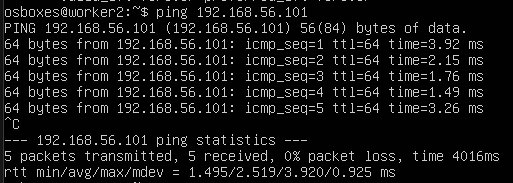 osboxes@worker2:~$ ping 192.168.56.101
PING 192.168.56.101 (192.168.56.101) 56(84) bytes of data.
64 bytes from 192.168.56.101: icmp_seq=1 ttl=64 time=3.92 ms
64 bytes from 192.168.56.101: icmp_seq=2 ttl=64 time=2.15 ms
64 bytes from 192.168.56.101: icmp_seq=3 ttl=64 time=1.76 ms
64 bytes from 192.168.56.101: icmp_seq=4 ttl=64 time=1.49 ms
64 bytes from 192.168.56.101: icmp_seq=5 ttl=64 time=3.26 ms
^C
--- 192.168.56.101 ping statistics ---
5 packets transmitted, 5 received, 0% packet loss, time 4016ms
rtt min/avg/max/mdev = 1.495/2.519/3.920/0.925 ms